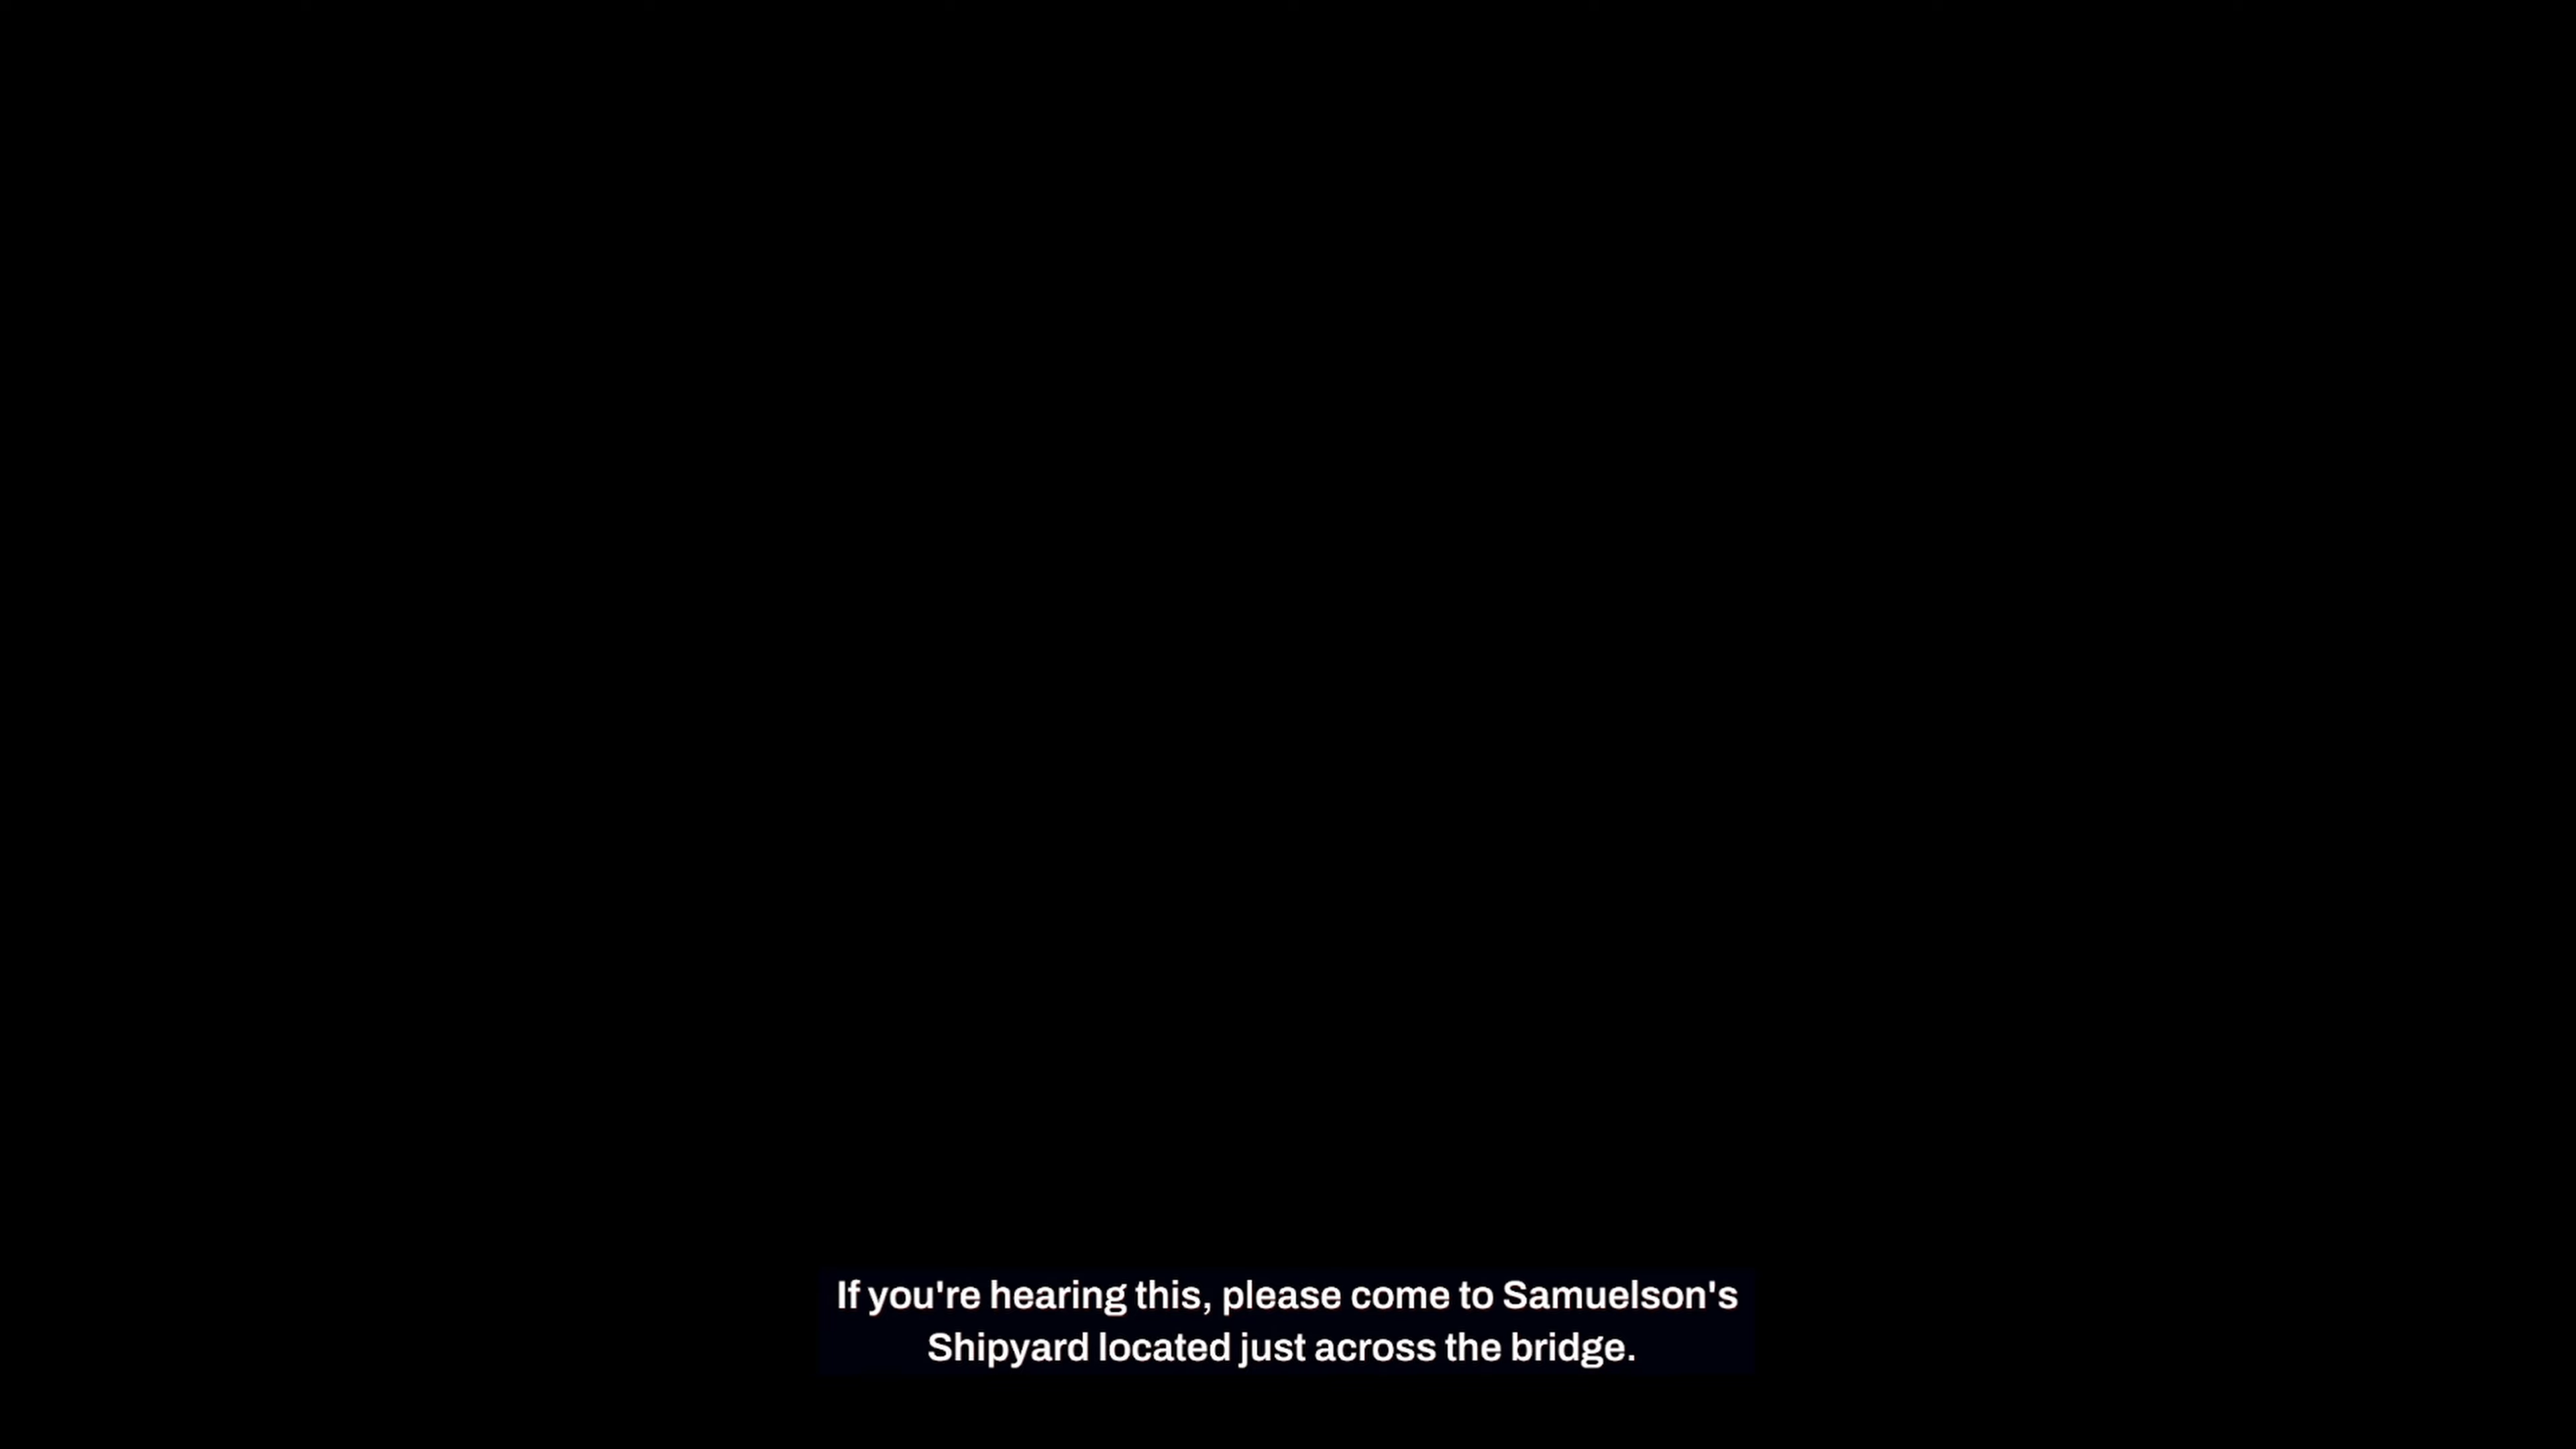 If you're hearing this, please come to Samuelson's
Shipyard located just across the bridge.